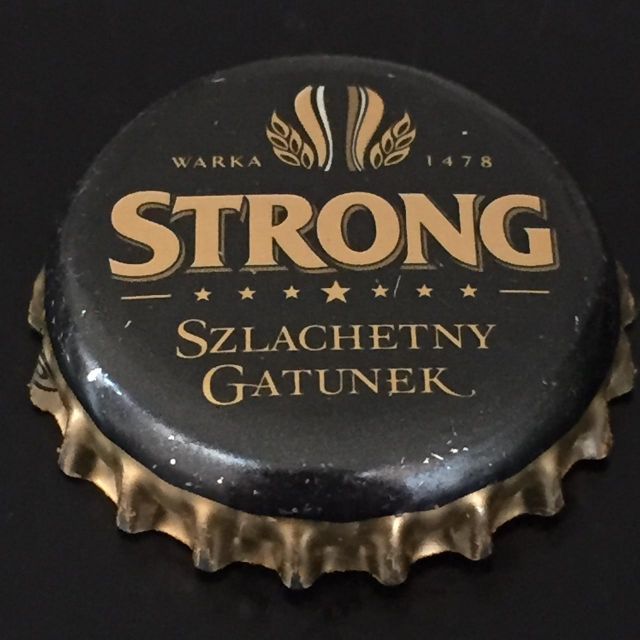 WARKA 1478
STRONG
SZLACHETNY
GATUNEK